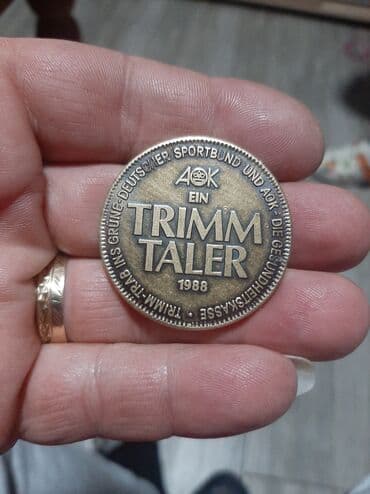 TRIMM-TRAB INS GRÜNE-DEUTSCHER SPORTBUND UND AOK-DIE GESUNDHEITSKASSE •
AOK
EIN
TRIMM
TALER
1988